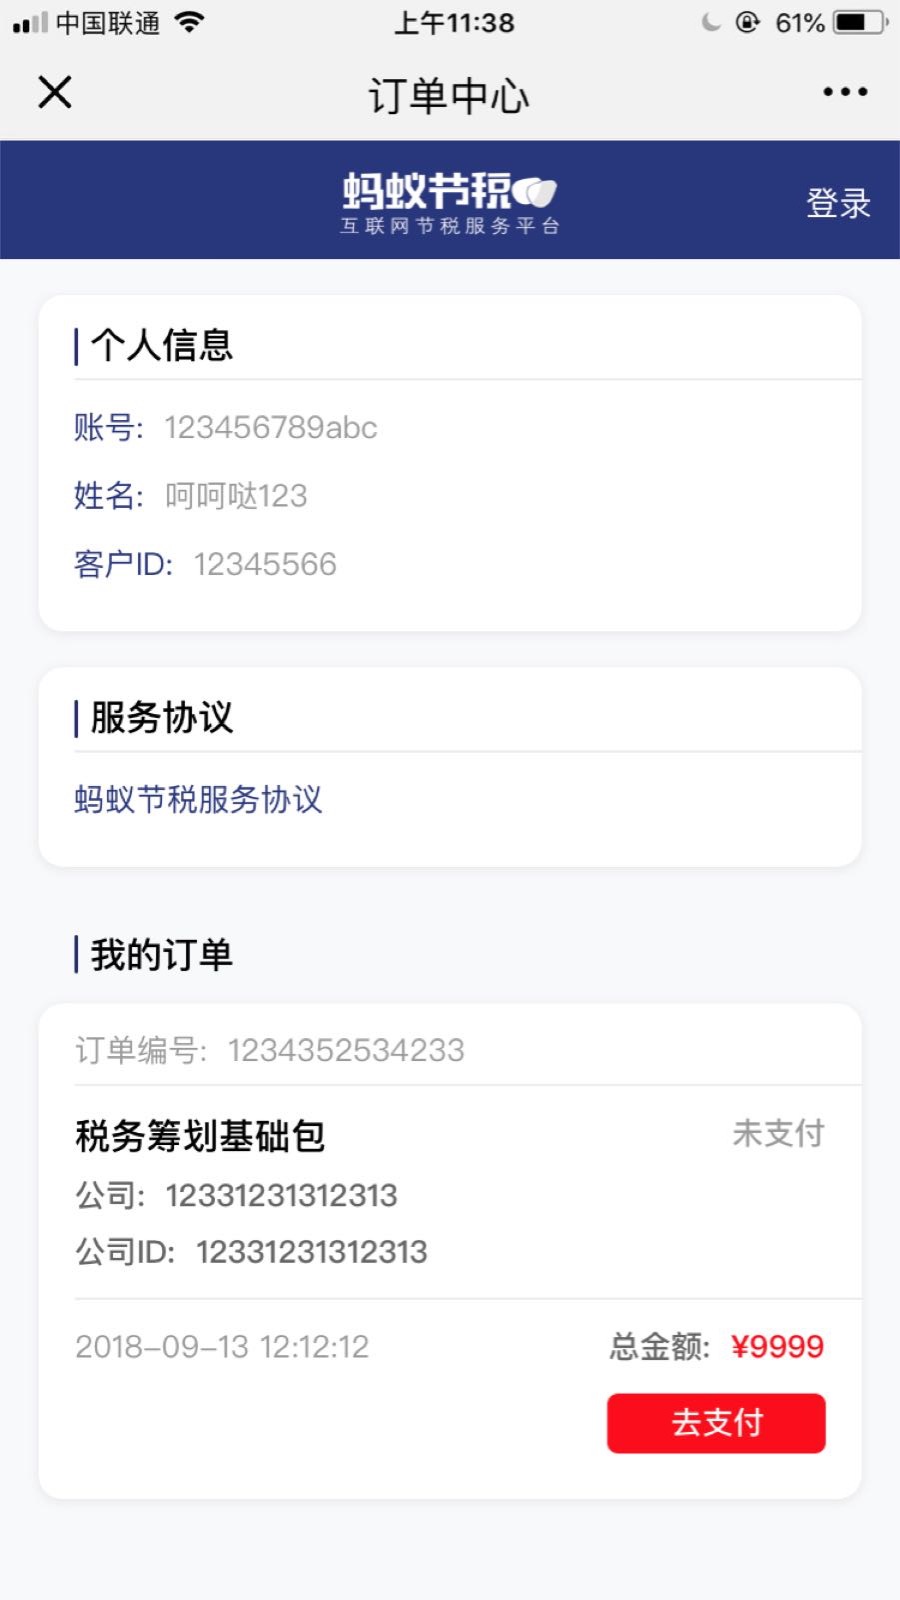 中国联通 上午11:38 61%
订单中心
蚂蚁节税
互联网节税服务平台
登录
个人信息
账号: 123456789abc
姓名: 呵呵哒123
客户ID: 12345566
服务协议
蚂蚁节税服务协议
我的订单
订单编号: 1234352534233
税务筹划基础包 未支付
公司: 12331231312313
公司ID: 12331231312313
2018-09-13 12:12:12 总金额: ¥9999
去支付